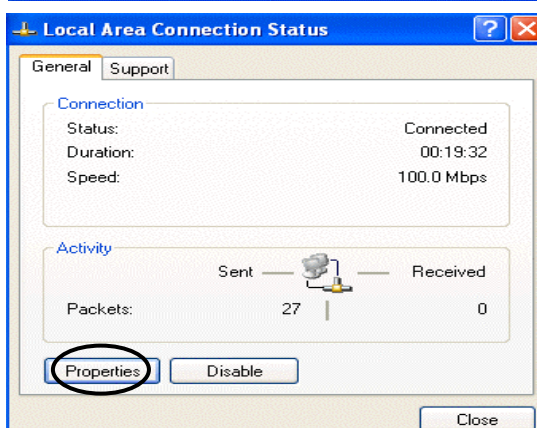 Local Area Connection Status
General Support
Connection
Status: Connected
Duration: 00:19:32
Speed: 100.0 Mbps
Activity
Sent Received
Packets: 27 0
Properties Disable
Close